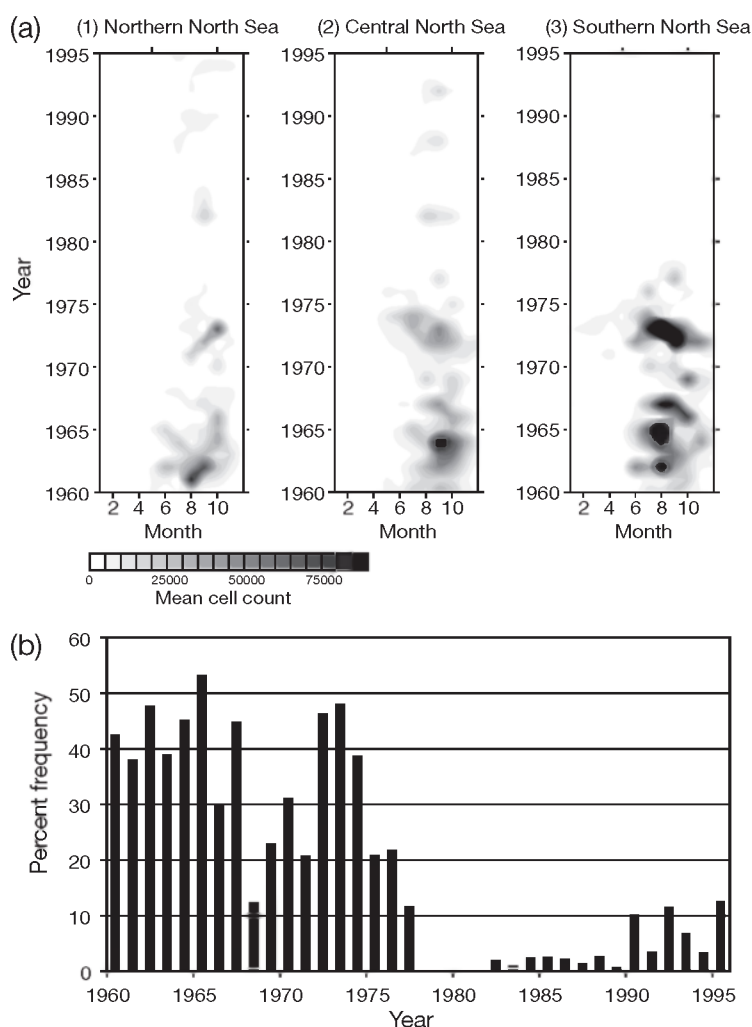 (a) (1) Northern North Sea (2) Central North Sea (3) Southern North Sea
1995 1995 1995
1990 1990 1990
1985 1985 1985
1980 1980 1980
Year
1975 1975 1975
1970 1970 1970
1965 1965 1965
1960 1960 1960
2 4 6 8 10 2 4 6 8 10 2 4 6 8 10
Month Month Month
0 25000 50000 75000
Mean cell count
(b)
60
50
40
30
20
10
0
Percent frequency
1960 1965 1970 1975 1980 1985 1990 1995
Year